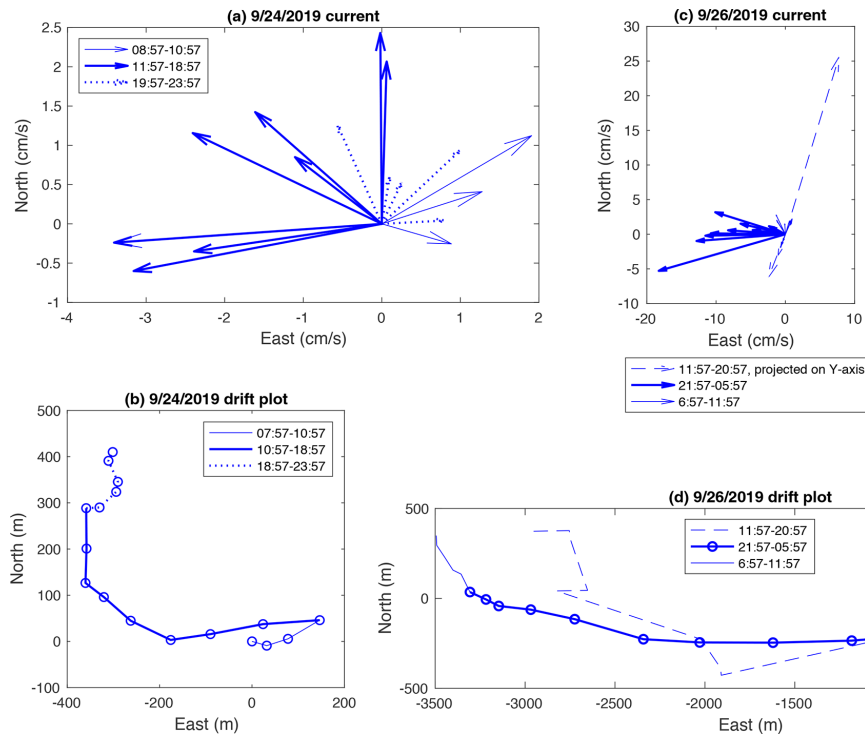 (a) 9/24/2019 current
2.5
2
1.5
1
0.5
0
-0.5
-1
North (cm/s)
08:57-10:57
11:57-18:57
19:57-23:57
-4 -3 -2 -1 0 1 2
East (cm/s)
(c) 9/26/2019 current
30
25
20
15
10
5
0
-5
-10
North (cm/s)
-20 -10 0 10
East (cm/s)
11:57-20:57, projected on Y-axis
21:57-05:57
6:57-11:57
(b) 9/24/2019 drift plot
500
400
300
200
100
0
-100
North (m)
07:57-10:57
10:57-18:57
18:57-23:57
-400 -200 0 200
East (m)
(d) 9/26/2019 drift plot
500
0
-500
North (m)
11:57-20:57
21:57-05:57
6:57-11:57
-3500 -3000 -2500 -2000 -1500
East (m)